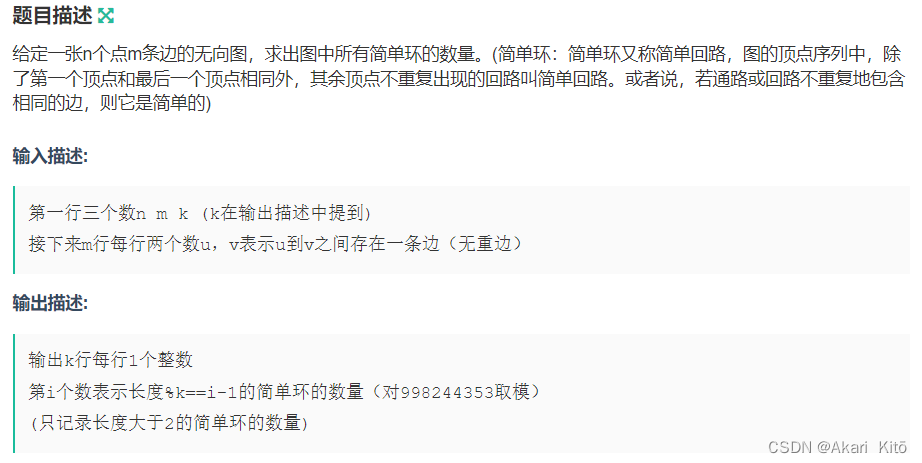 题目描述
给定一张n个点m条边的无向图，求出图中所有简单环的数量。(简单环：简单环又称简单回路，图的顶点序列中，除
了第一个顶点和最后一个顶点相同外，其余顶点不重复出现的回路叫简单回路。或者说，若通路或回路不重复地包含
相同的边，则它是简单的)
输入描述:
第一行三个数n m k (k在输出描述中提到)
接下来m行每行两个数u，v表示u到v之间存在一条边（无重边）
输出描述:
输出k行每行1个整数
第i个数表示长度%k==i-1的简单环的数量（对998244353取模）
(只记录长度大于2的简单环的数量)
CSDN @Akari_Kitō